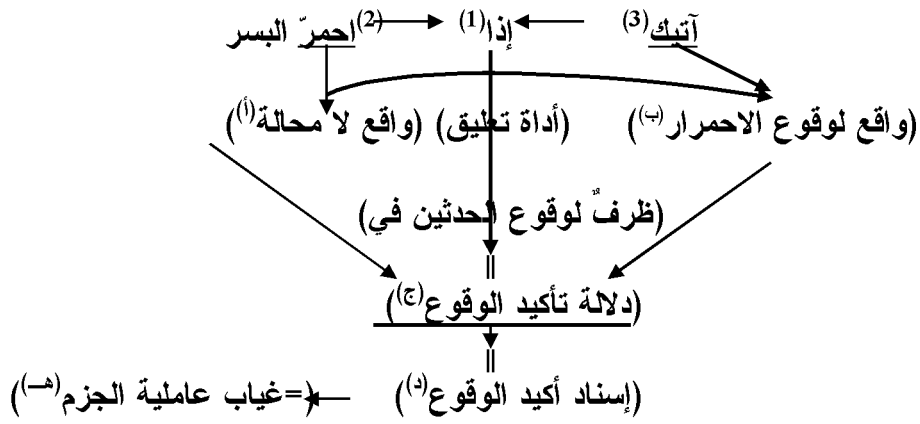 آتيك(3) إذا(1) احمرّ(2) البسر
(واقع لوقوع الاحمرار(ب)) (أداة تعليق) (واقع لا محالة(أ))
(ظرفٌ لوقوع الحدثين في)
=
(دلالة تأكيد الوقوع(ج))
=
(إسناد أكيد الوقوع(د)) (=غياب عاملية الجزم(هـ))